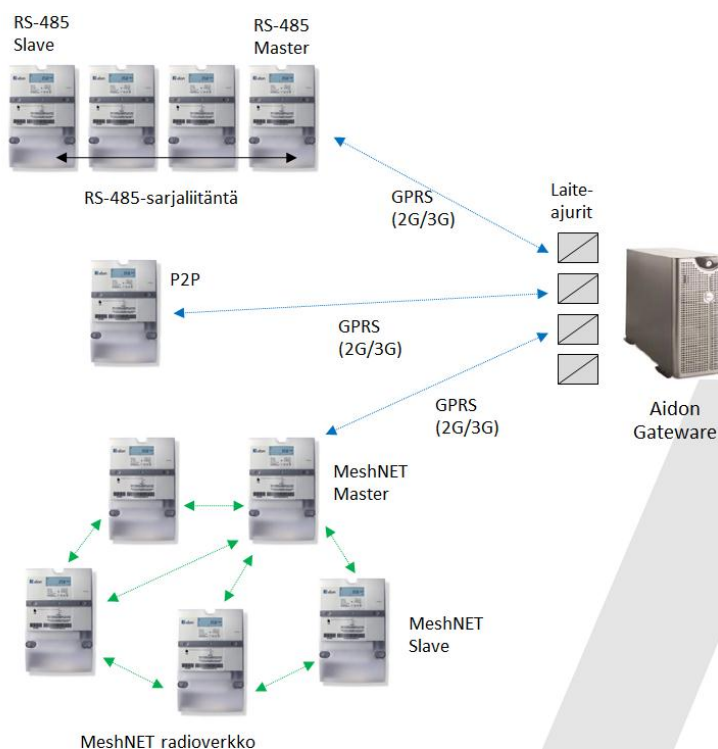 RS-485
Slave
RS-485
Master
RS-485-sarjaliitäntä
GPRS
(2G/3G)
Laite-
ajurit
P2P
GPRS
(2G/3G)
GPRS
(2G/3G)
Aidon
Gateware
MeshNET
Master
MeshNET
Slave
MeshNET radioverkko